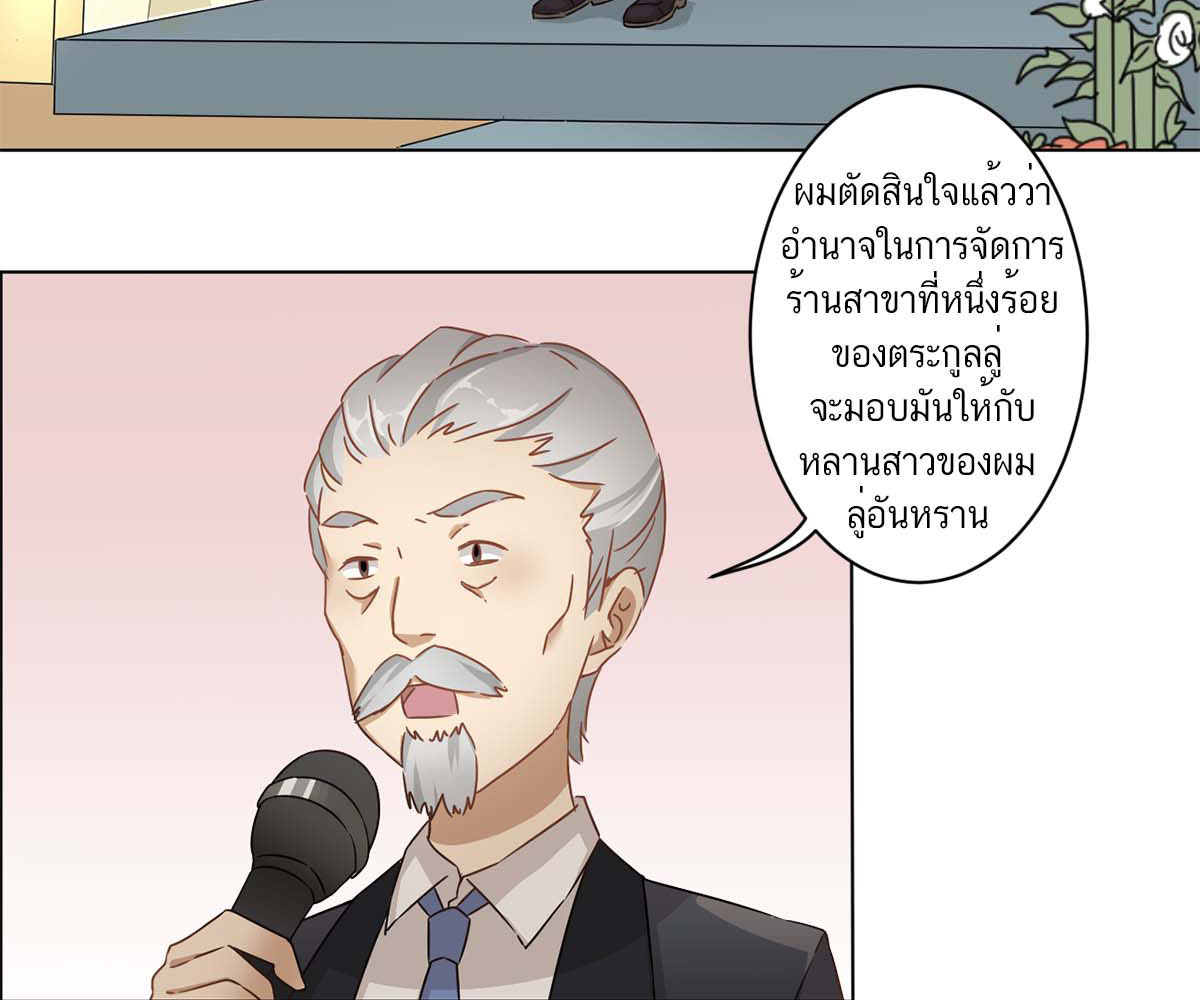 ผมตัดสินใจแล้วว่า
อำนาจในการจัดการ
ร้านสาขาที่หนึ่งร้อย
ของตระกูลลู่
จะมอบมันให้กับ
หลานสาวของผม
ลู่อันหราน